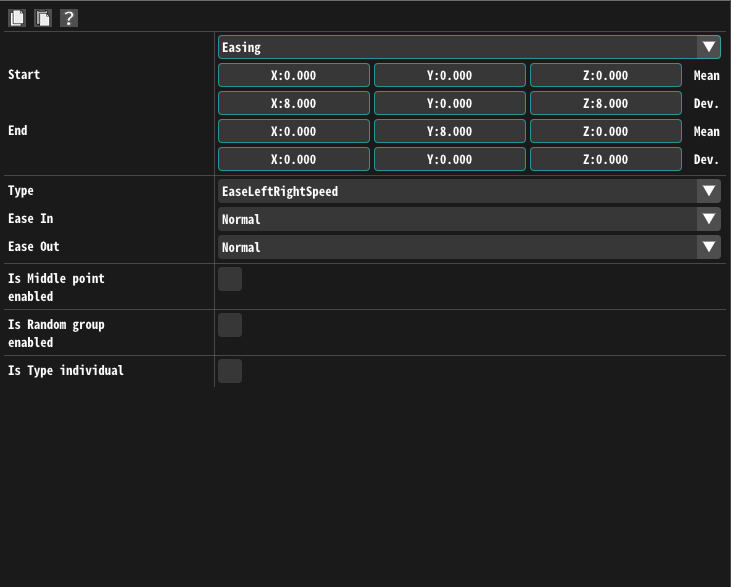 ?
Easing
Start X:0.000 Y:0.000 Z:0.000 Mean
X:8.000 Y:0.000 Z:8.000 Dev.
End X:0.000 Y:8.000 Z:0.000 Mean
X:0.000 Y:0.000 Z:0.000 Dev.
Type EaseLeftRightSpeed
Ease In Normal
Ease Out Normal
Is Middle point
enabled
Is Random group
enabled
Is Type individual